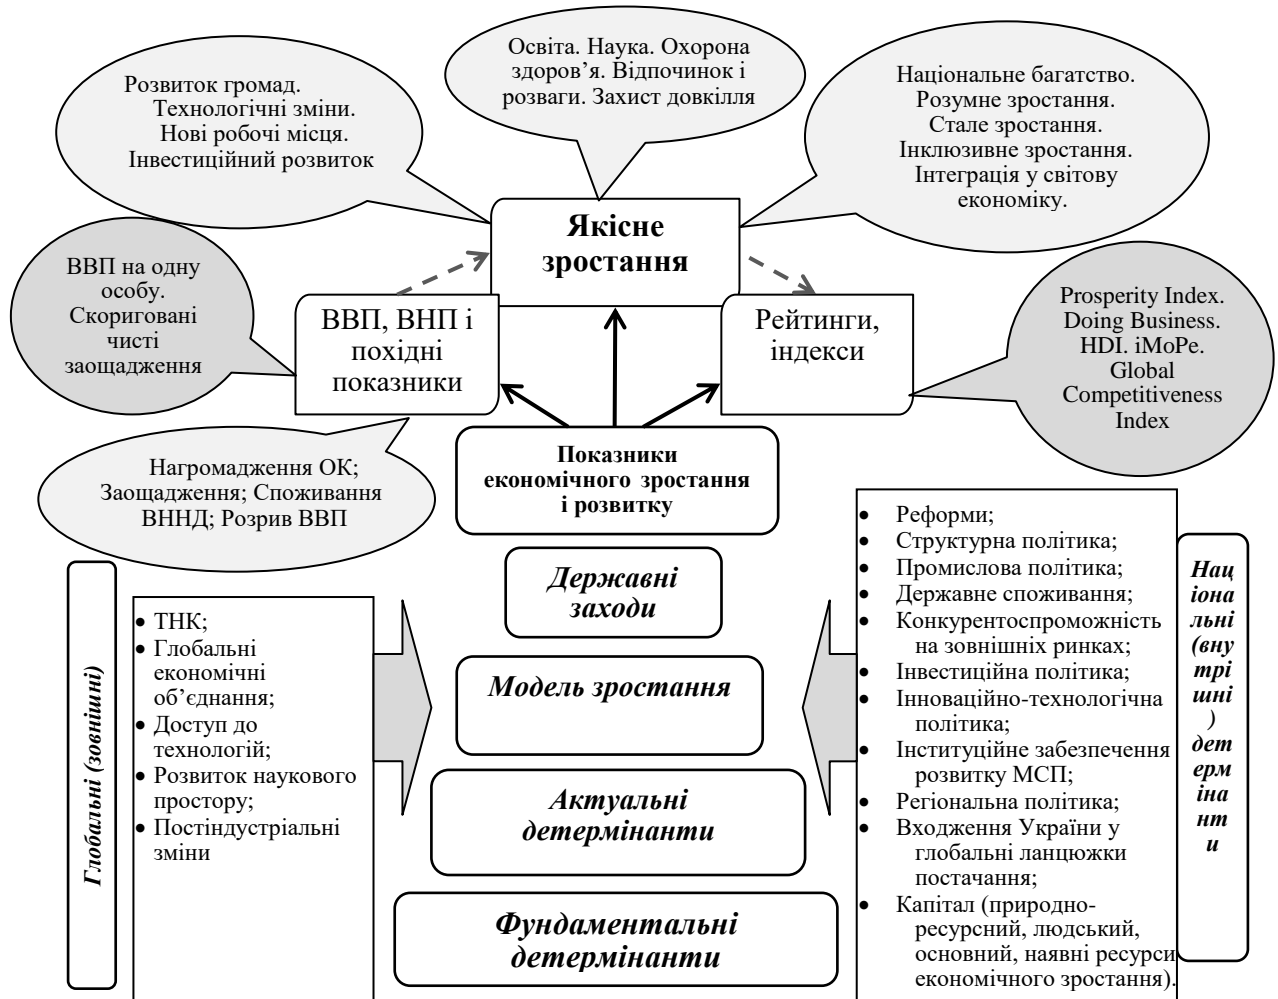 Освіта. Наука. Охорона
здоров’я. Відпочинок і
розваги. Захист довкілля
Розвиток громад.
Технологічні зміни.
Нові робочі місця.
Інвестиційний розвиток
Національне багатство.
Розумне зростання.
Стале зростання.
Інклюзивне зростання.
Інтеграція у світову
економіку.
Якісне
зростання
ВВП на одну
особу.
Скориговані
чисті
заощадження
ВВП, ВНП і
похідні
показники
Рейтинги,
індекси
Prosperity Index.
Doing Business.
HDI. iMoPe.
Global
Competitiveness
Index
Нагромадження ОК;
Заощадження; Споживання
ВННД; Розрив ВВП
Показники
економічного зростання
і розвитку
Державні
заходи
Модель зростання
Актуальні
детермінанти
Фундаментальні
детермінанти
Глобальні (зовнішні)
• ТНК;
• Глобальні
економічні
об’єднання;
• Доступ до
технологій;
• Розвиток наукового
простору;
• Постіндустріальні
зміни
• Реформи;
• Структурна політика;
• Промислова політика;
• Державне споживання;
• Конкурентоспроможність
на зовнішніх ринках;
• Інвестиційна політика;
• Інноваційно-технологічна
політика;
• Інституційне забезпечення
розвитку МСП;
• Регіональна політика;
• Входження України у
глобальні ланцюжки
постачання;
• Капітал (природно-
ресурсний, людський,
основний, наявні ресурси
економічного зростання).
Нац
іона
льні
(вну
трі
шні
)
дет
ерм
іна
нт
и